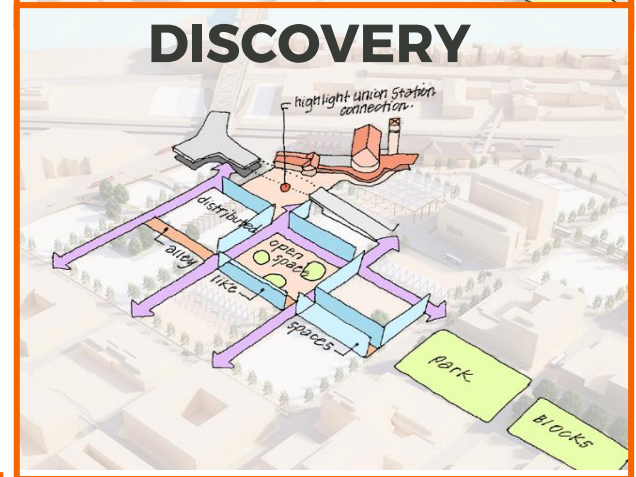 DISCOVERY
highlight union station
connection.
distributed
open
space
alley
like
spaces
Park
Blocks